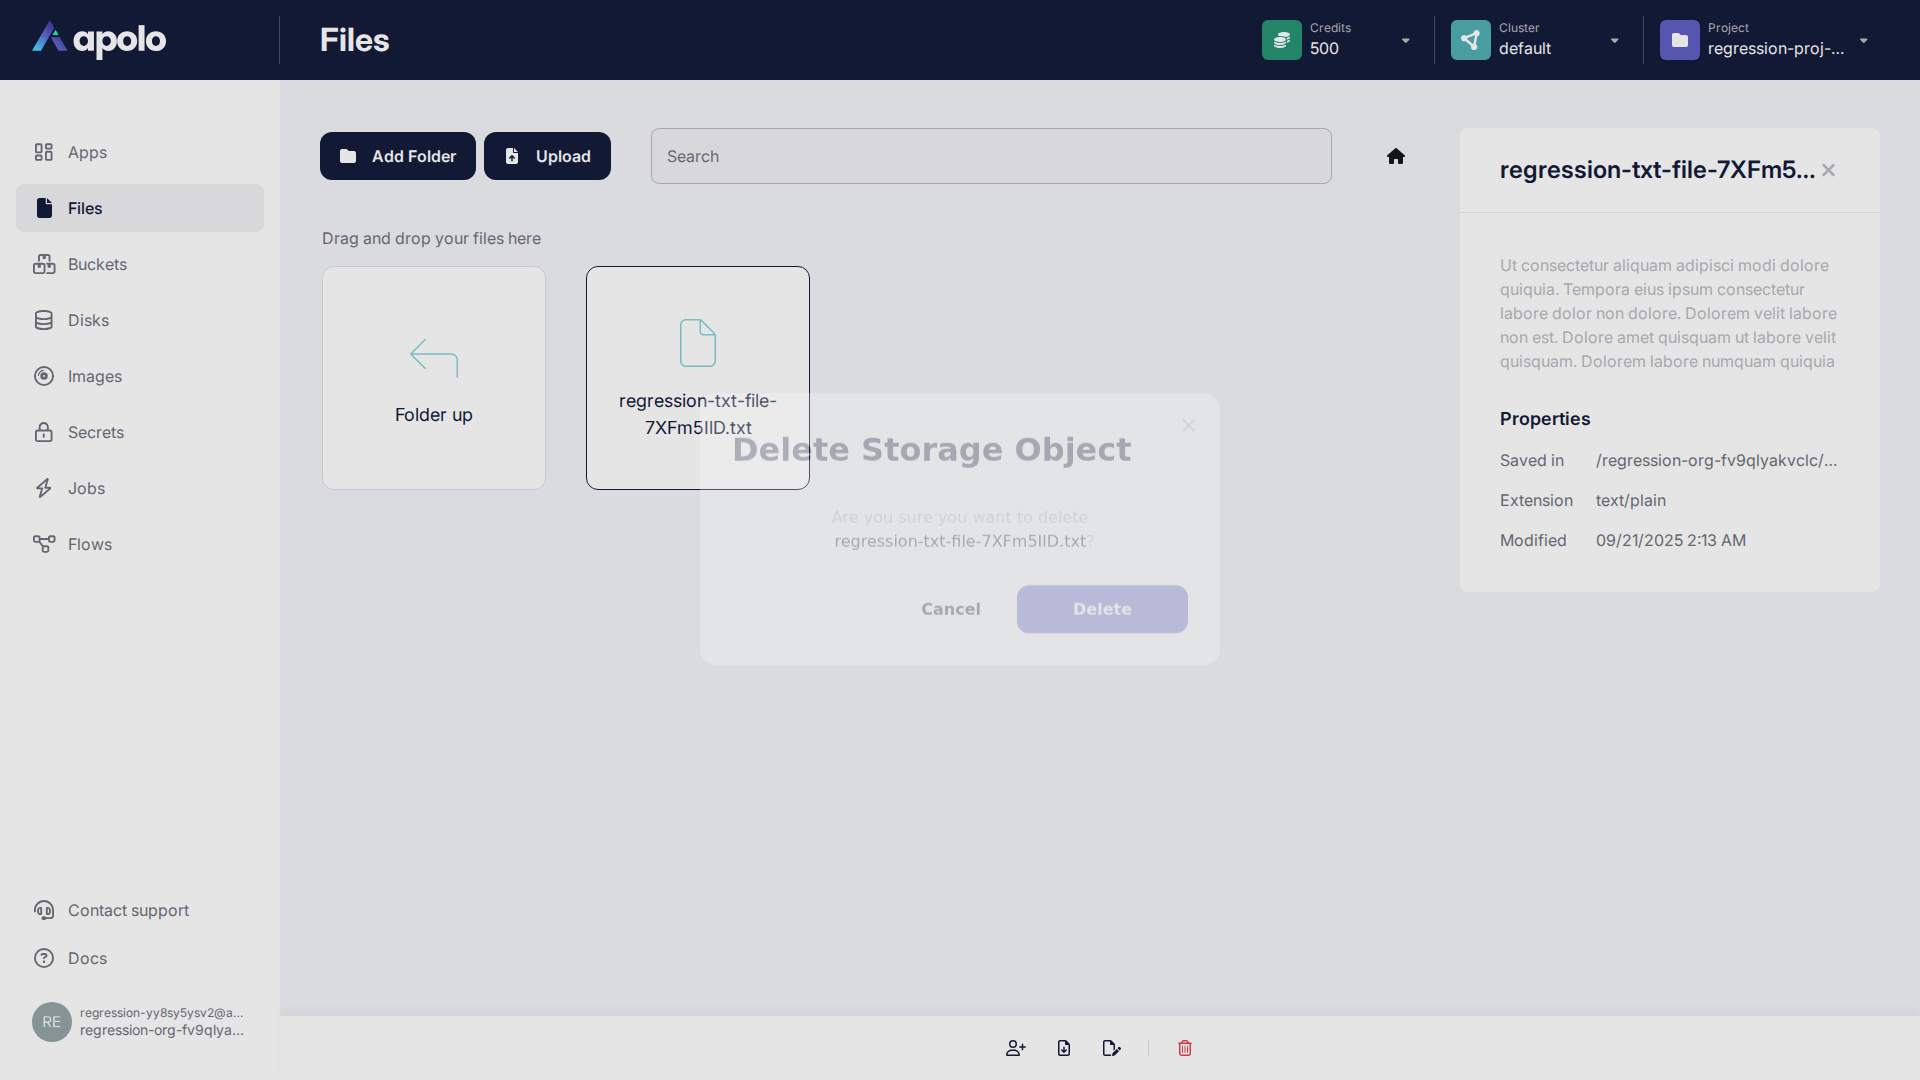 apolo
Files
Credits
500
Cluster
default
Project
regression-proj-...
Apps
Files
Buckets
Disks
Images
Secrets
Jobs
Flows
Contact support
Docs
RE
regression-yy8sy5ysv2@a...
regression-org-fv9qlya...
Add Folder
Upload
Search
Drag and drop your files here
Folder up
regression-txt-file-
7XFm5IID.txt
Delete Storage Object
Are you sure you want to delete
regression-txt-file-7XFm5IID.txt?
Cancel
Delete
regression-txt-file-7XFm5...
Ut consectetur aliquam adipisci modi dolore
quiquia. Tempora eius ipsum consectetur
labore dolor non dolore. Dolorem velit labore
non est. Dolore amet quisquam ut labore velit
quisquam. Dolorem labore numquam quiquia
Properties
Saved in /regression-org-fv9qlyakvclc/...
Extension text/plain
Modified 09/21/2025 2:13 AM